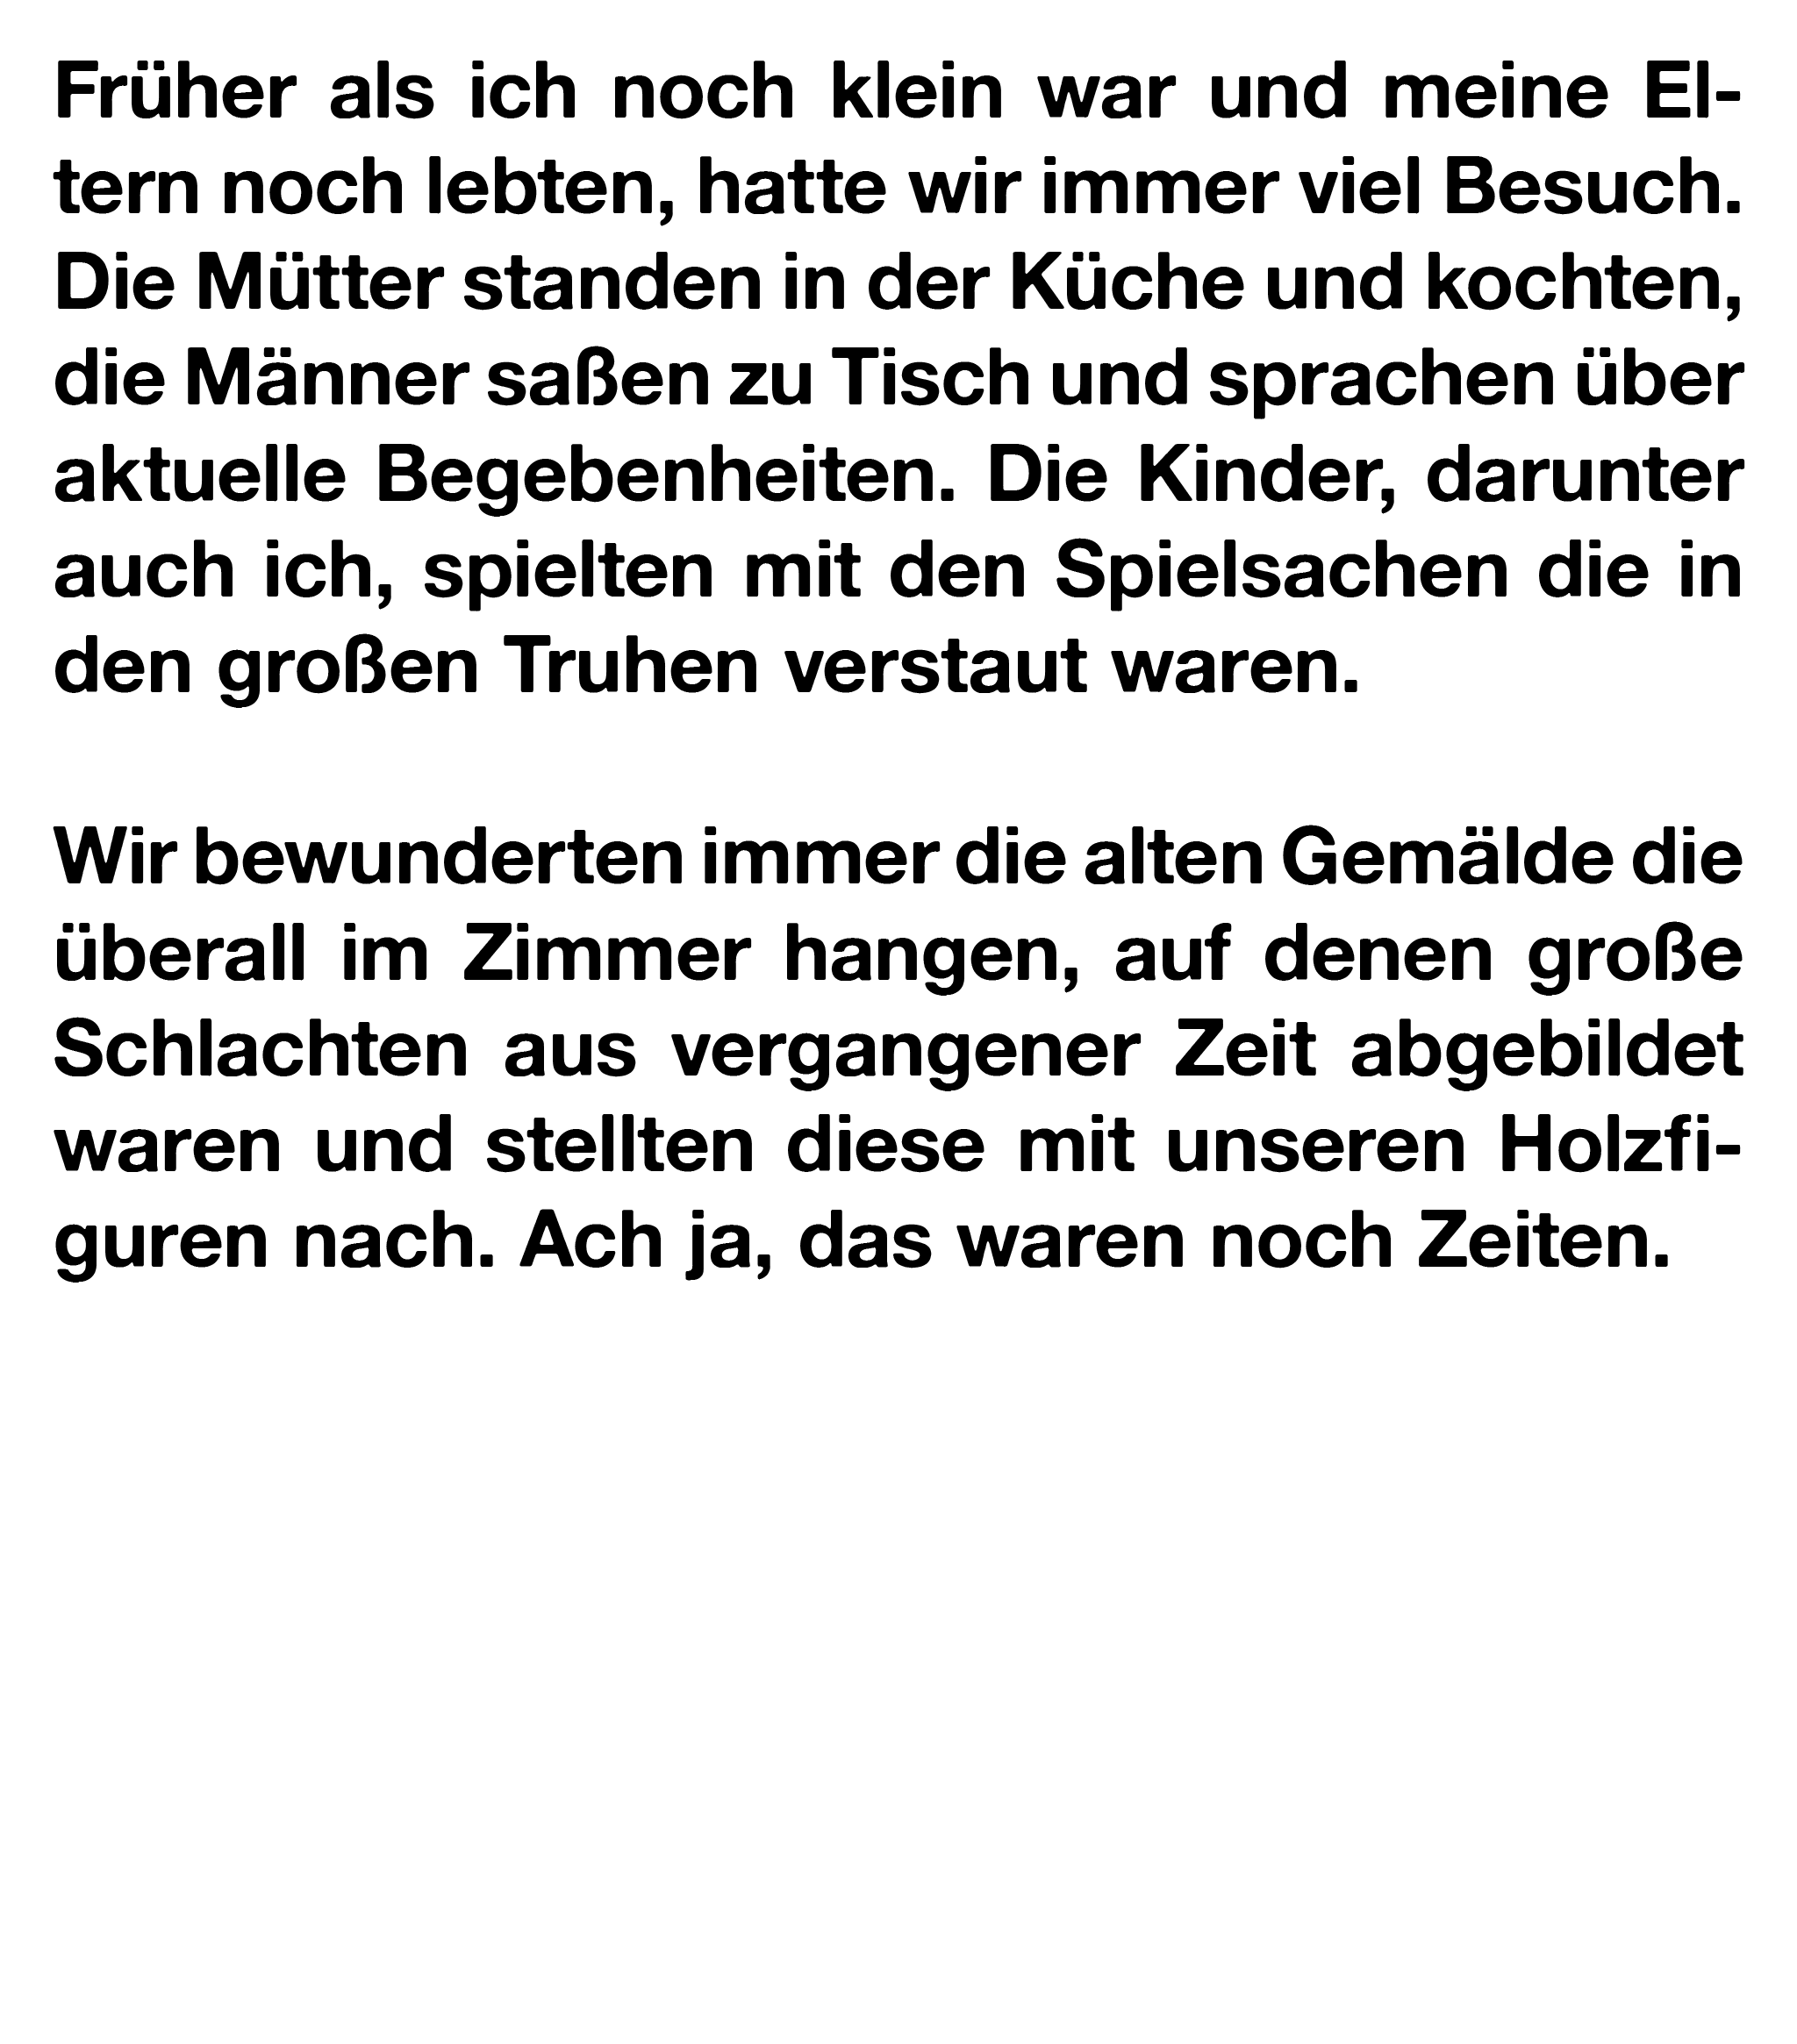 Früher als ich noch klein war und meine El-
tern noch lebten, hatte wir immer viel Besuch.
Die Mütter standen in der Küche und kochten,
die Männer saßen zu Tisch und sprachen über
aktuelle Begebenheiten. Die Kinder, darunter
auch ich, spielten mit den Spielsachen die in
den großen Truhen verstaut waren.

Wir bewunderten immer die alten Gemälde die
überall im Zimmer hangen, auf denen große
Schlachten aus vergangener Zeit abgebildet
waren und stellten diese mit unseren Holzfi-
guren nach. Ach ja, das waren noch Zeiten.